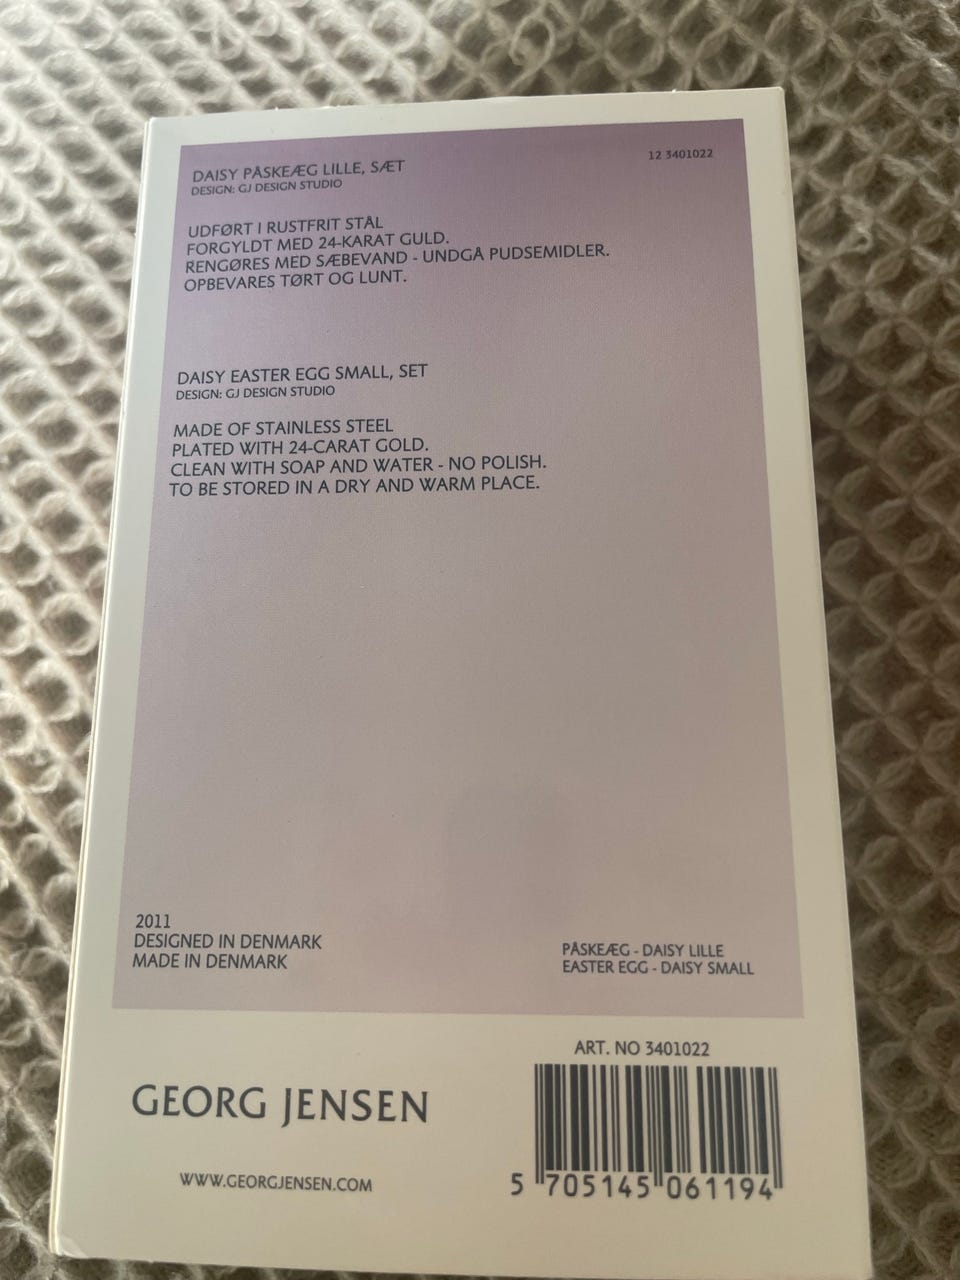 DAISY PÅSKEÆG LILLE, SÆT
DESIGN: GJ DESIGN STUDIO
12 3401022
UDFØRT I RUSTFRIT STÅL
FORGYLDT MED 24-KARAT GULD.
RENGØRES MED SÆBEVAND - UNDGÅ PUDSEMIDLER.
OPBEVARES TØRT OG LUNT.
DAISY EASTER EGG SMALL, SET
DESIGN: GJ DESIGN STUDIO
MADE OF STAINLESS STEEL
PLATED WITH 24-CARAT GOLD.
CLEAN WITH SOAP AND WATER - NO POLISH.
TO BE STORED IN A DRY AND WARM PLACE.
2011
DESIGNED IN DENMARK
MADE IN DENMARK
PÅSKEÆG - DAISY LILLE
EASTER EGG - DAISY SMALL
ART. NO 3401022
GEORG JENSEN
WWW.GEORGJENSEN.COM
5 705145 061194